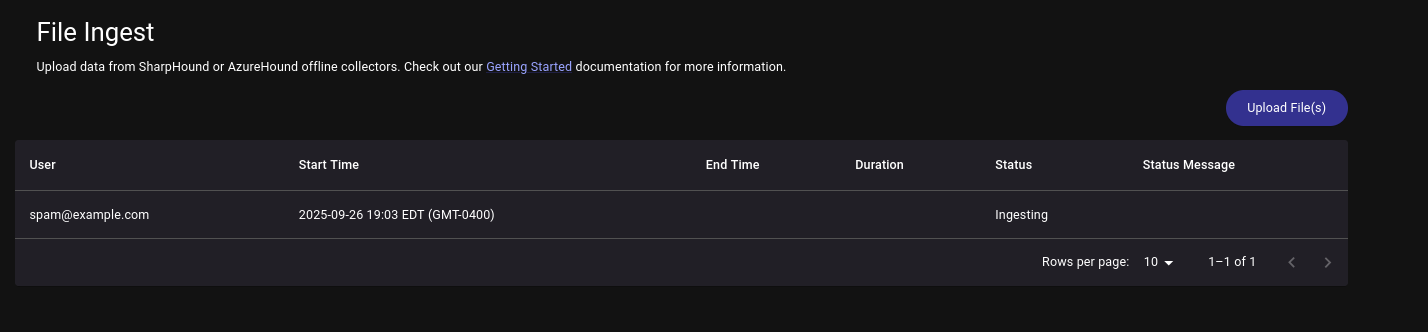 File Ingest
Upload data from SharpHound or AzureHound offline collectors. Check out our Getting Started documentation for more information.
Upload File(s)
User Start Time End Time Duration Status Status Message
spam@example.com 2025-09-26 19:03 EDT (GMT-0400) Ingesting
Rows per page: 10 1–1 of 1